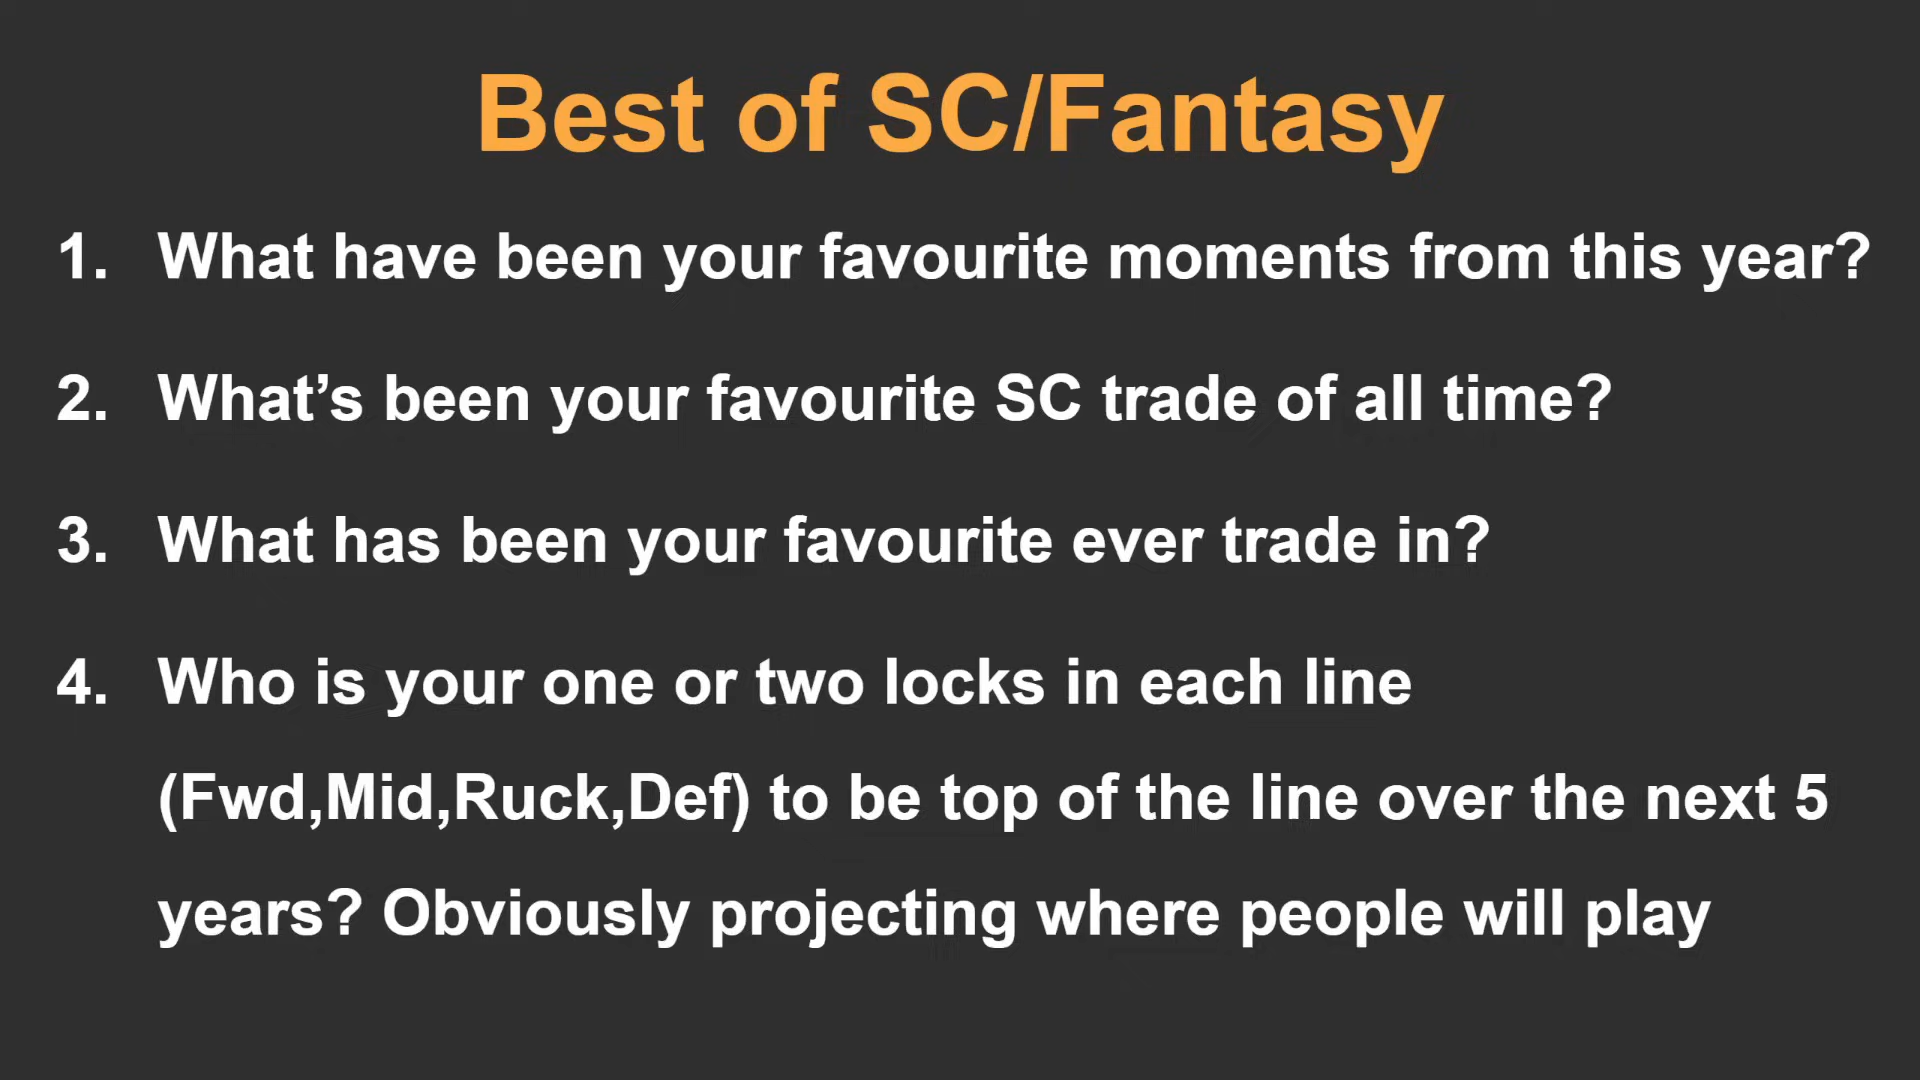 Best of SC/Fantasy
1. What have been your favourite moments from this year?
2. What’s been your favourite SC trade of all time?
3. What has been your favourite ever trade in?
4. Who is your one or two locks in each line
(Fwd,Mid,Ruck,Def) to be top of the line over the next 5
years? Obviously projecting where people will play